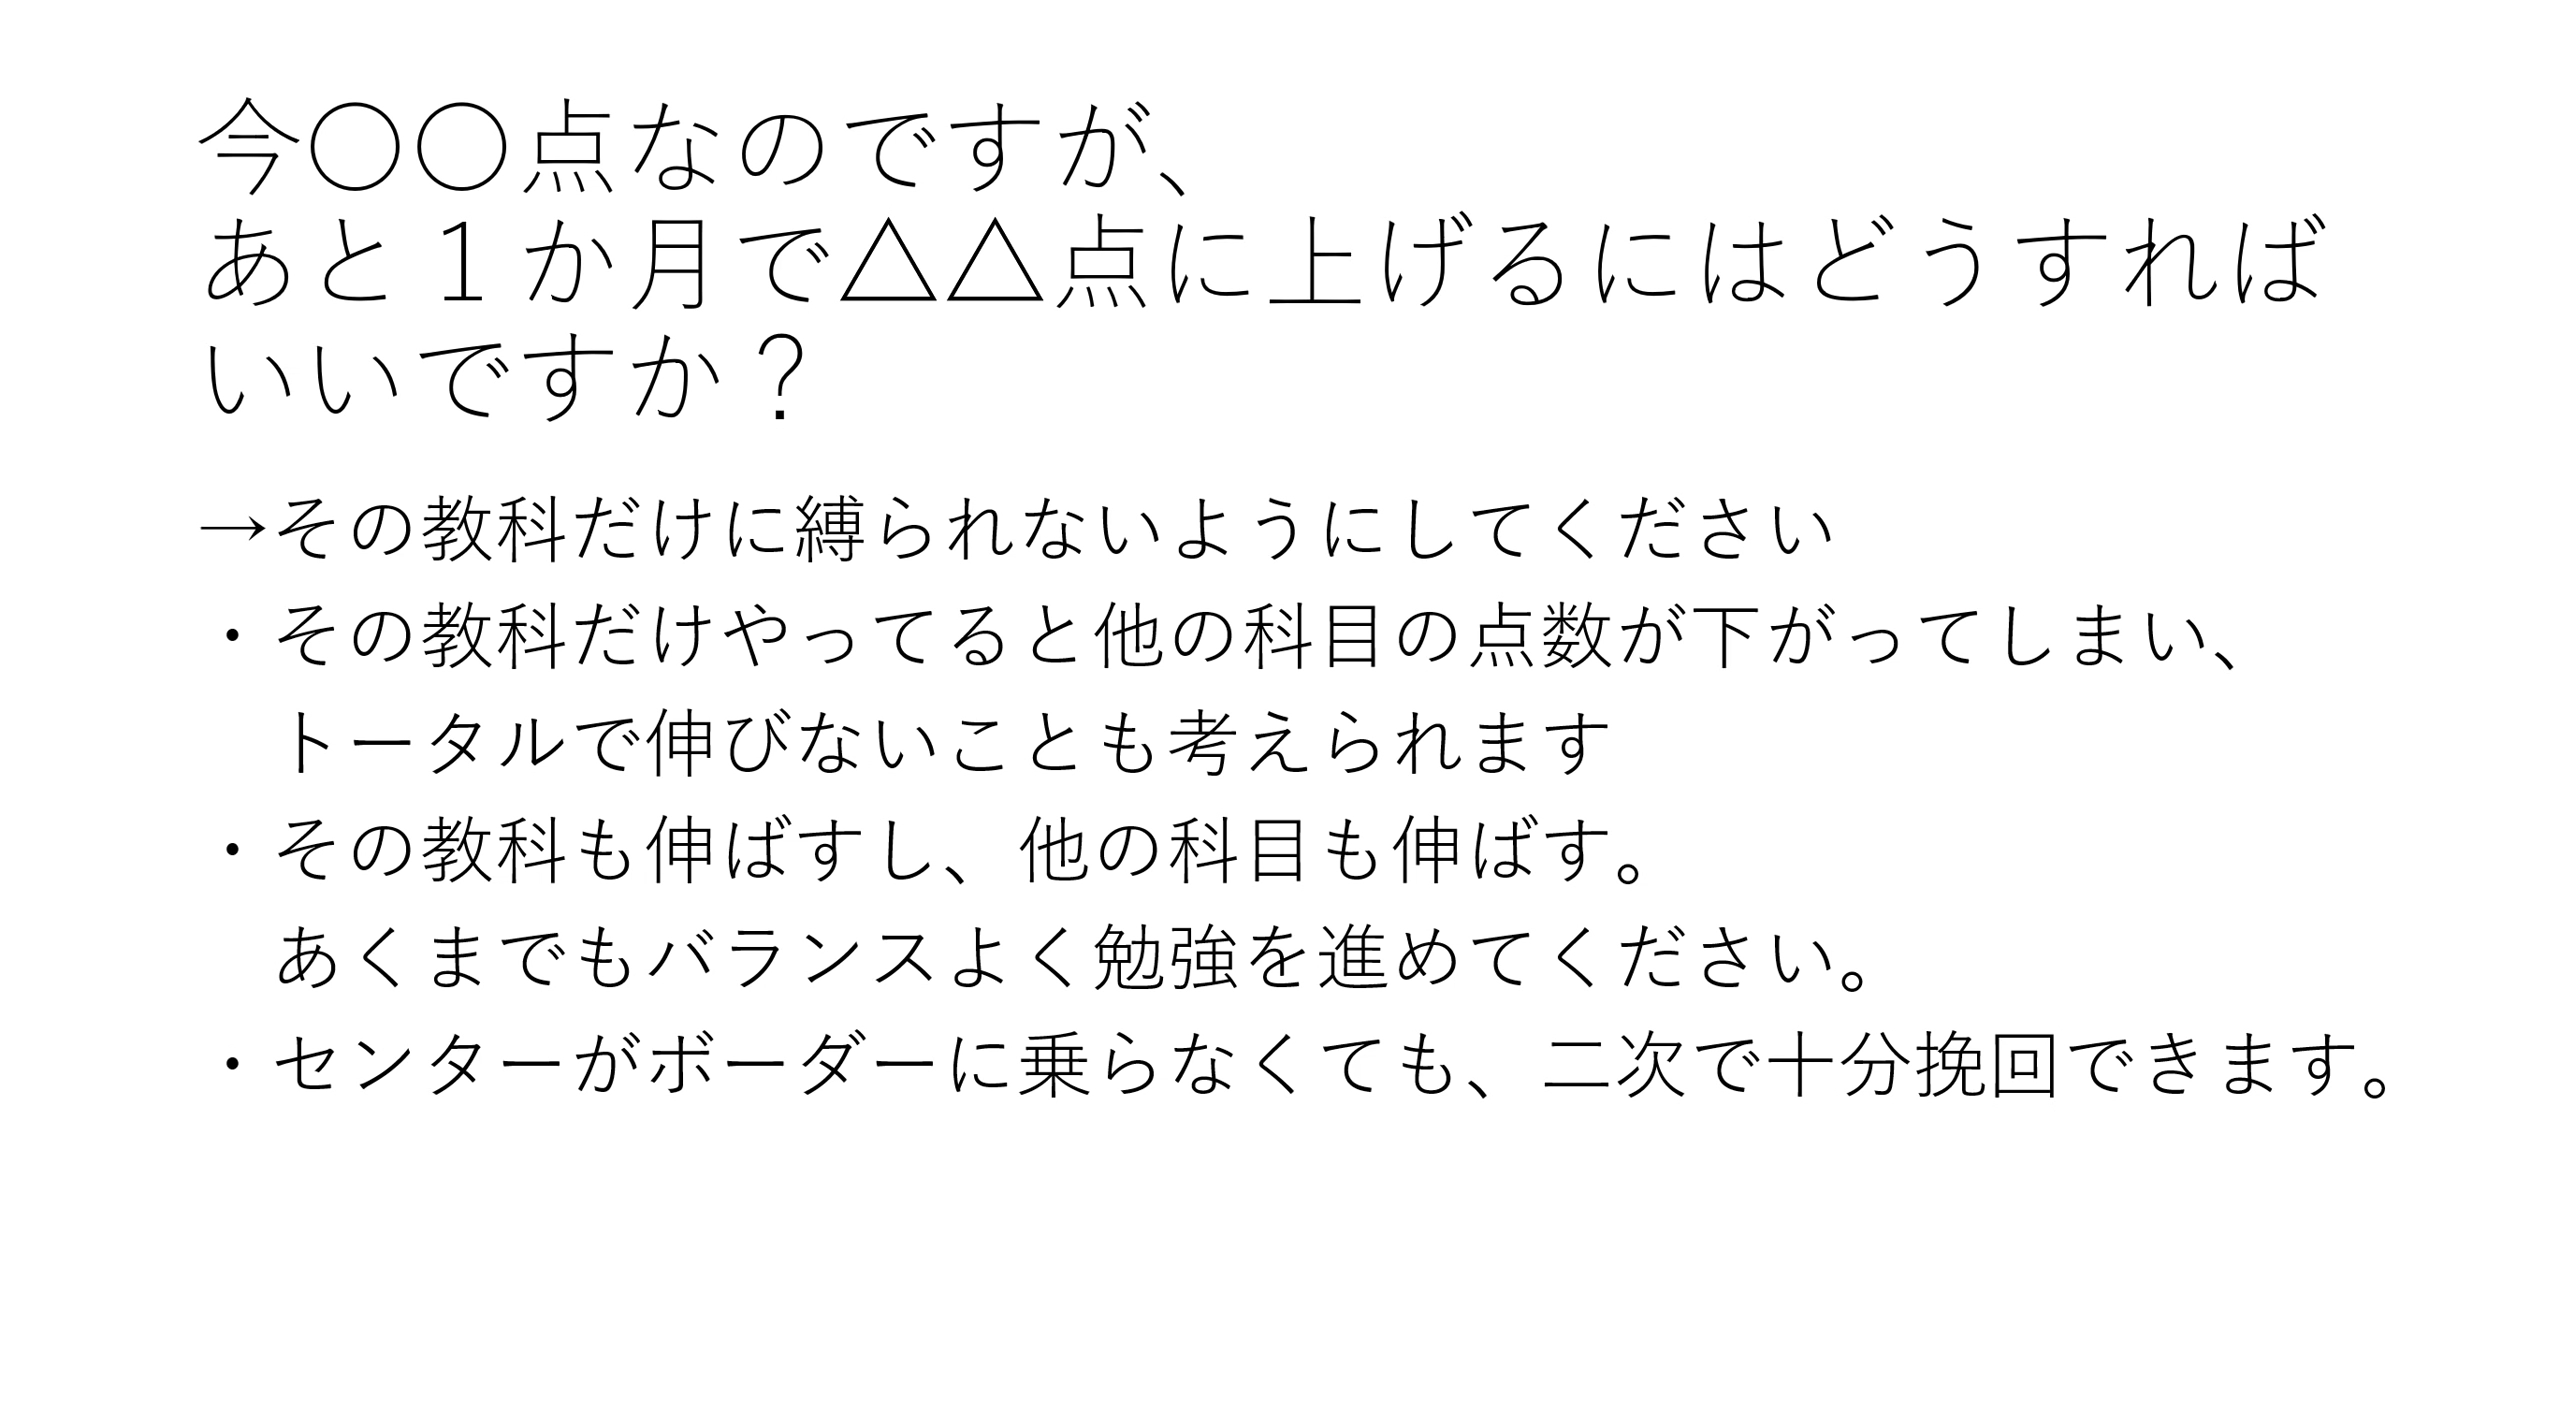 今〇〇点なのですが、
あと１か月で△△点に上げるにはどうすれば
いいですか？
→その教科だけに縛られないようにしてください
・その教科だけやってると他の科目の点数が下がってしまい、
トータルで伸びないことも考えられます
・その教科も伸ばすし、他の科目も伸ばす。
あくまでもバランスよく勉強を進めてください。
・センターがボーダーに乗らなくても、二次で十分挽回できます。